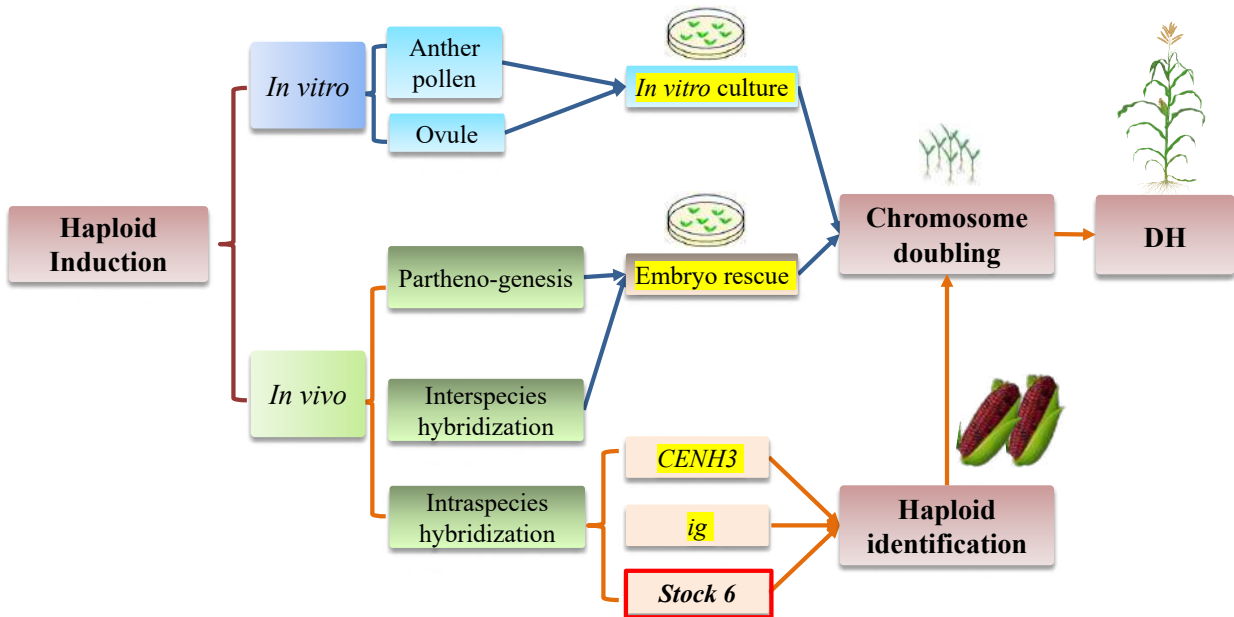 Haploid
Induction
In vitro
Anther
pollen
Ovule
In vitro culture
In vivo
Partheno-genesis
Interspecies
hybridization
Embryo rescue
Intraspecies
hybridization
CENH3
ig
Stock 6
Haploid
identification
Chromosome
doubling
DH